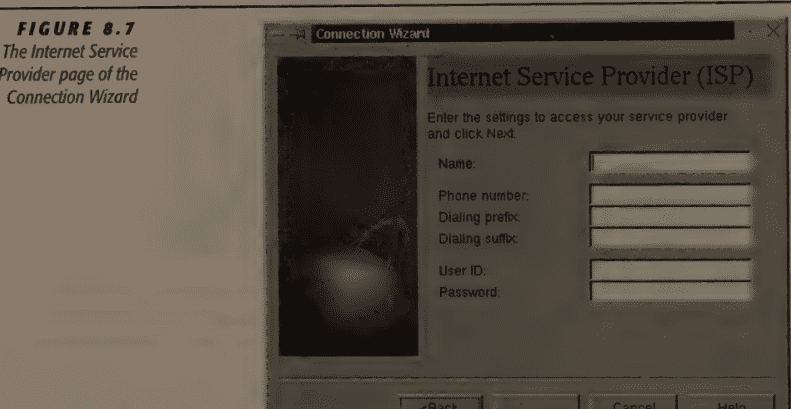 FIGURE 8.7
The Internet Service
Provider page of the
Connection Wizard
Connection Wizard
Internet Service Provider (ISP)
Enter the settings to access your service provider
and click Next.
Name:
Phone number:
Dialing prefix:
Dialing suffix:
User ID:
Password:
<Back
Cancel
Help